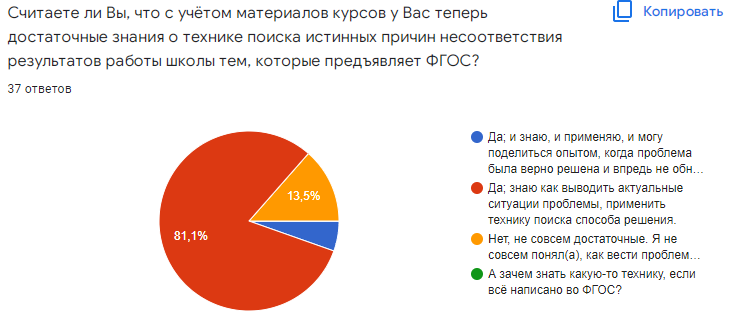 Считаете ли Вы, что с учётом материалов курсов у Вас теперь
Копировать
достаточные знания о технике поиска истинных причин несоответствия
результатов работы школы тем, которые предъявляет ФГОС?
37 ответов
Да; и знаю, и применяю, и могу
поделиться опытом, когда проблема
была верно решена и впредь не обн…
Да; знаю как выводить актуальные
ситуации проблемы, применить
технику поиска способа решения.
Нет, не совсем достаточные. Я не
совсем понял(а), как вести проблем…
А зачем знать какую-то технику, если
всё написано во ФГОС?
13,5%
81,1%